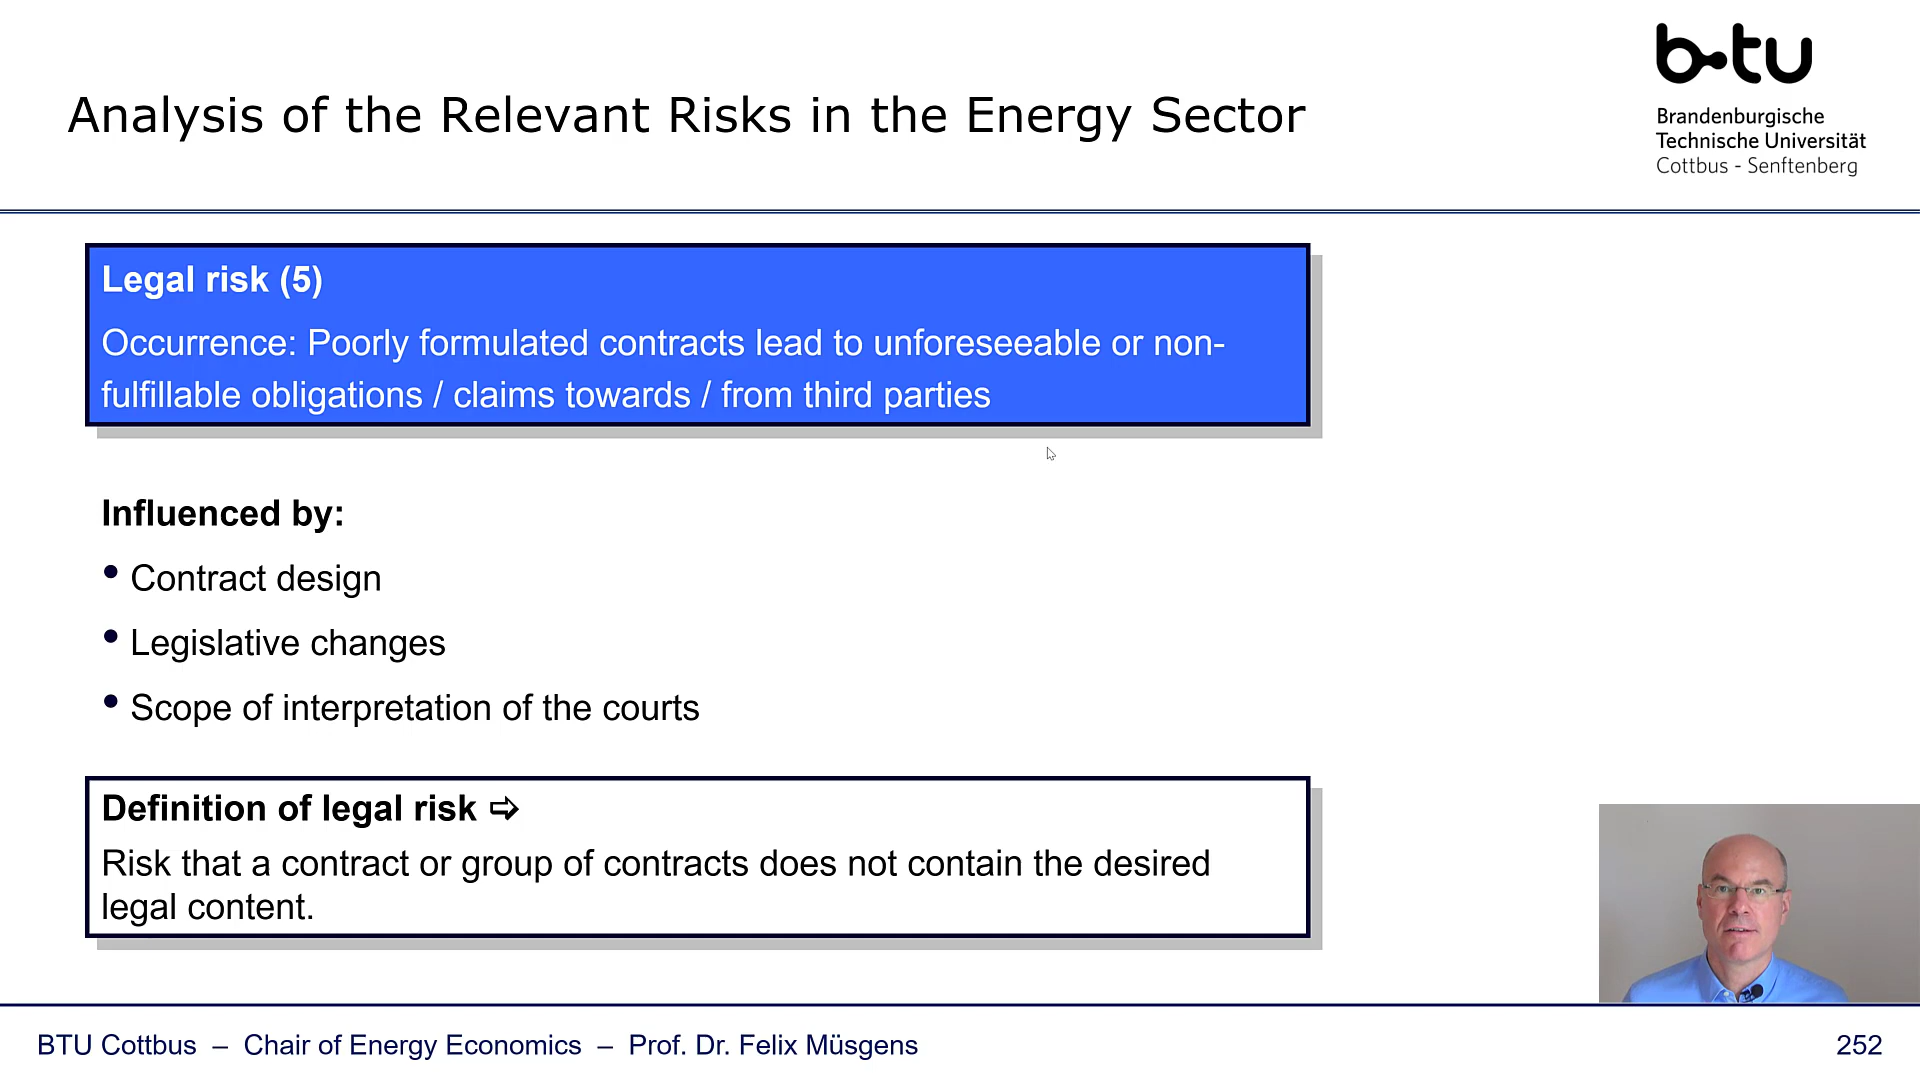 Analysis of the Relevant Risks in the Energy Sector
b-tu
Brandenburgische
Technische Universität
Cottbus - Senftenberg
Legal risk (5)
Occurrence: Poorly formulated contracts lead to unforeseeable or non-
fulfillable obligations / claims towards / from third parties
Influenced by:
• Contract design
• Legislative changes
• Scope of interpretation of the courts
Definition of legal risk ⇨
Risk that a contract or group of contracts does not contain the desired
legal content.
BTU Cottbus – Chair of Energy Economics – Prof. Dr. Felix Müsgens
252